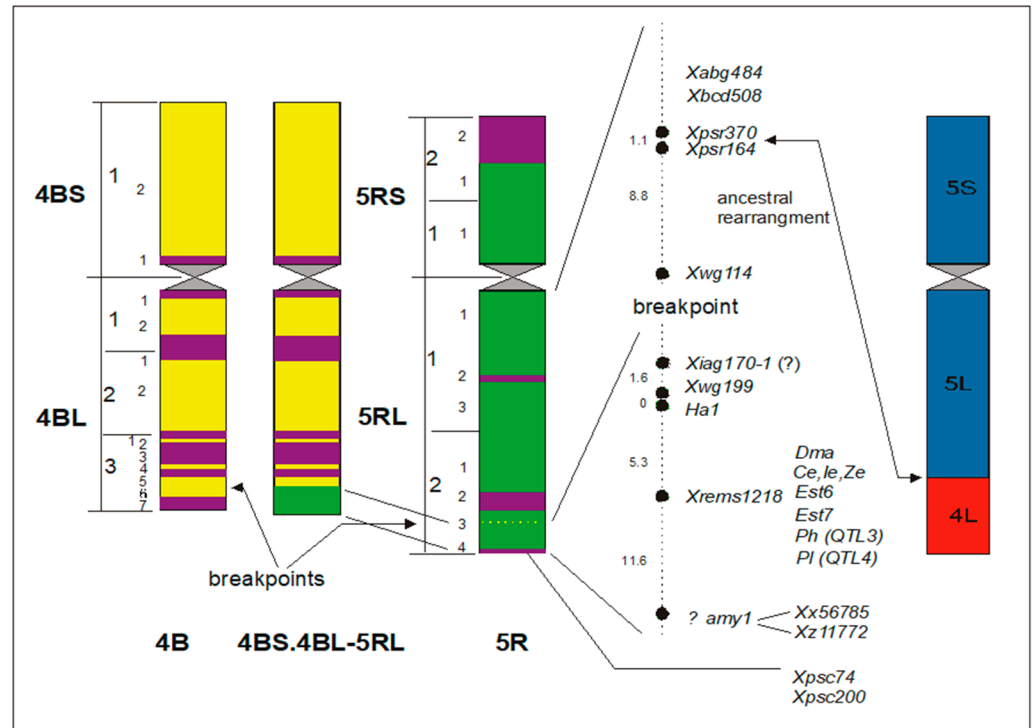 4BS
1
2
1
4BL
1
1
2
2
1
2
3
1
2
3
4
5
6
7
breakpoints
4B
4BS.4BL-5RL
5RS
2
2
1
1
1
5RL
1
1
2
3
2
1
2
3
4
5R
Xabg484
Xbcd508
1.1
Xpsr370
Xpsr164
8.8
ancestral
rearrangment
Xwg114
breakpoint
Xiag170-1 (?)
1.6
Xwg199
0
Ha1
5.3
Xrems1218
11.6
Dma
Ce,Ie,Ze
Est6
Est7
Ph (QTL3)
Pl (QTL4)
? amy1
Xx56785
Xz11772
Xpsc74
Xpsc200
5S
5L
4L